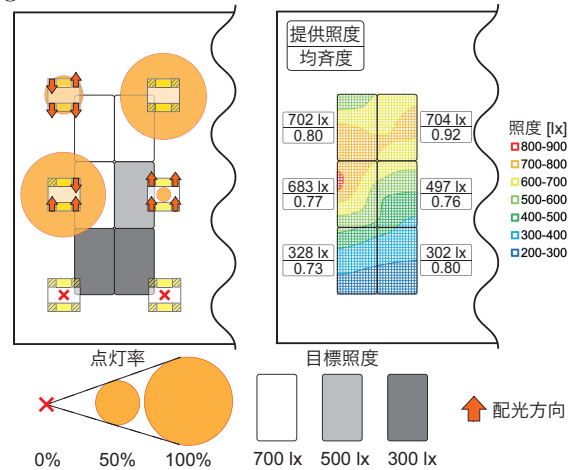 提供照度
均斉度
702 lx
0.80
704 lx
0.92
683 lx
0.77
497 lx
0.76
328 lx
0.73
302 lx
0.80
照度 [lx]
800-900
700-800
600-700
500-600
400-500
300-400
200-300
点灯率
0%
50%
100%
目標照度
700 lx
500 lx
300 lx
配光方向